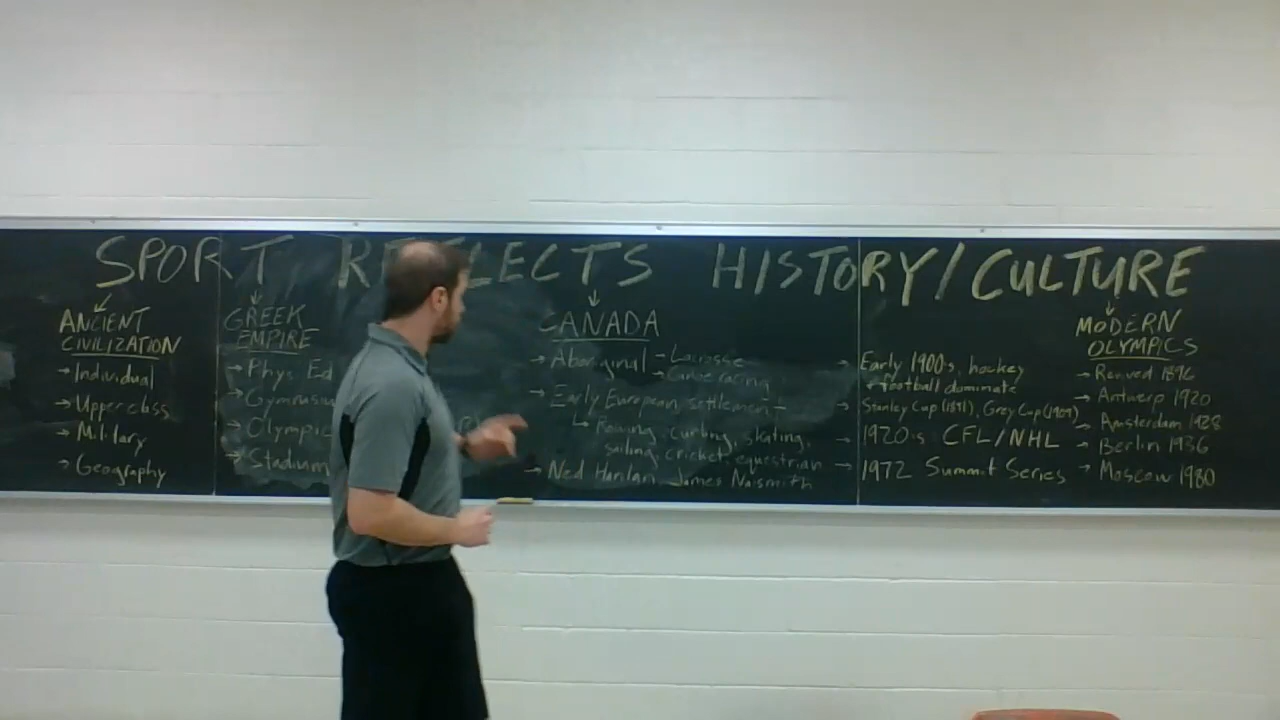 SPORT REFLECTS HISTORY/CULTURE
ANCIENT
CIVILIZATION
→ Individual
→ Upper class
→ Military
→ Geography
GREEK
EMPIRE
→ Phys. Ed
→ Gymnasiu
→ Olympic
→ Stadium
CANADA
→ Aboriginal → Lacrosse
→ Canoe racing
→ Early European settlement →
↳ Rowing, curling, skating,
sailing, cricket, equestrian
→ Ned Hanlan, James Naismith
→ Early 1900's, hockey
+ football dominate
→ Stanley Cup (1891), Grey Cup (1909)
→ 1920's CFL/NHL
→ 1972 Summit Series
MODERN
OLYMPICS
→ Revived 1896
→ Antwerp 1920
→ Amsterdam 1928
→ Berlin 1936
→ Moscow 1980